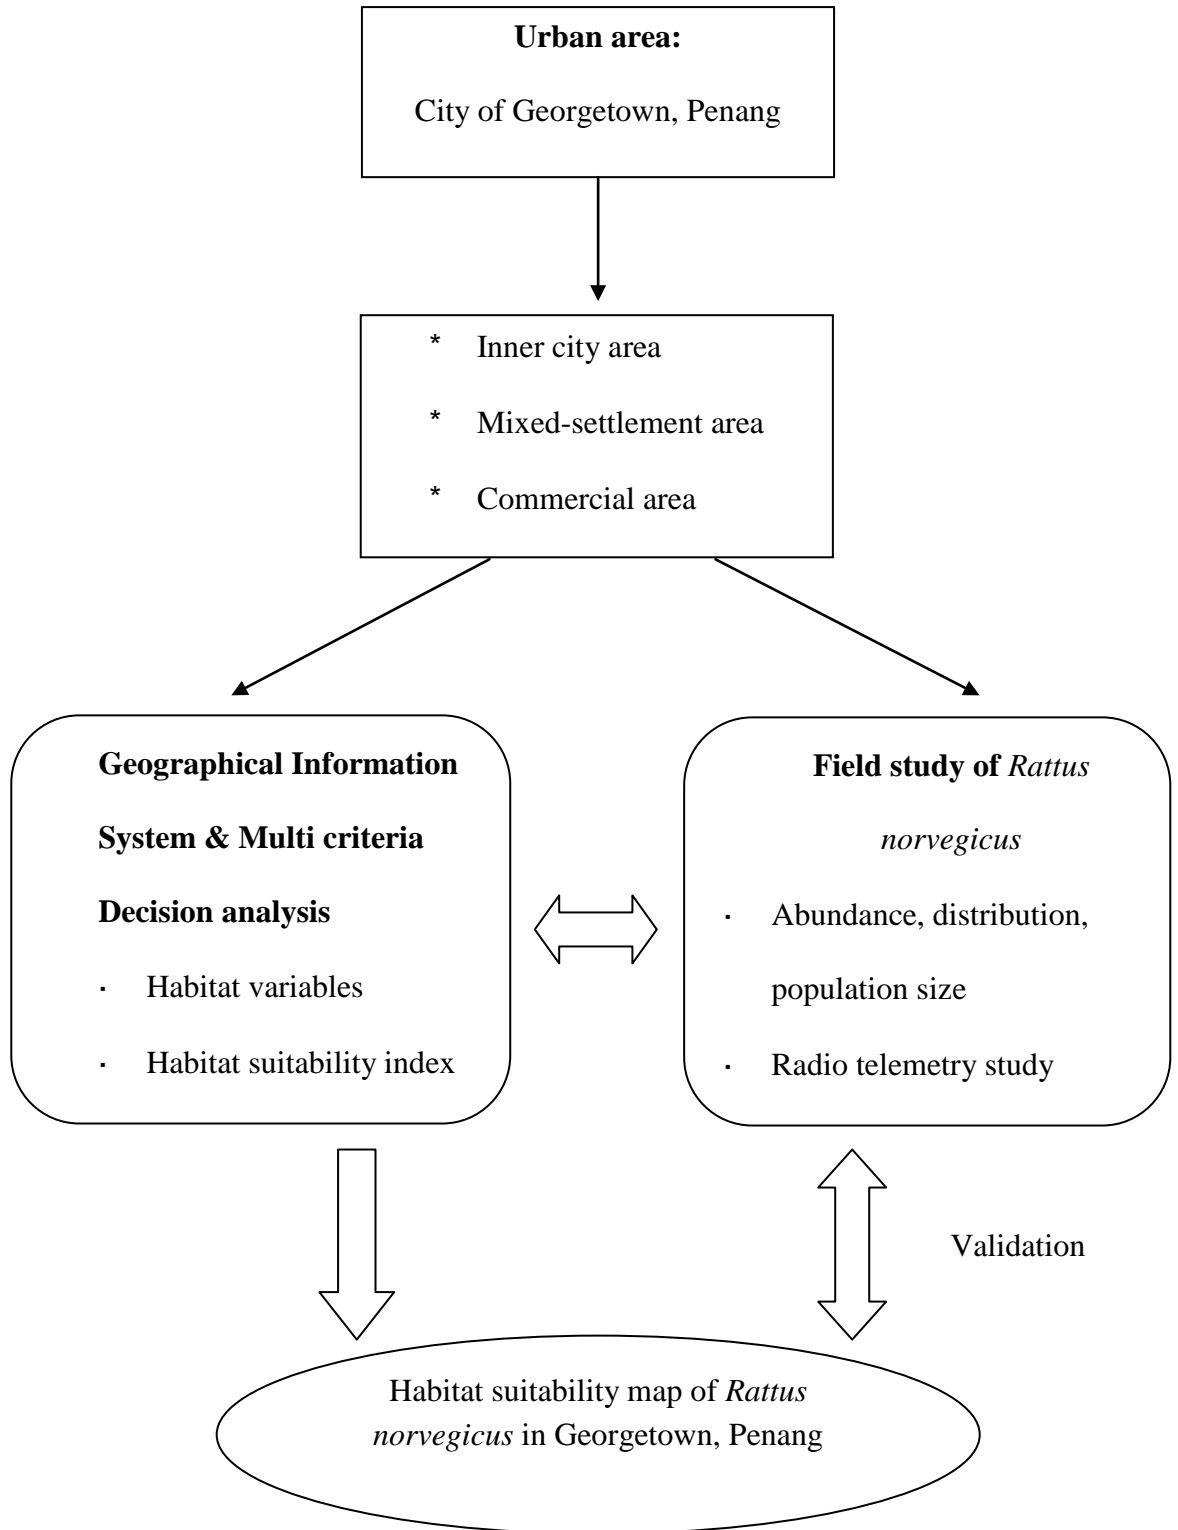 Urban area:
City of Georgetown, Penang
* Inner city area
* Mixed-settlement area
* Commercial area
Geographical Information
System & Multi criteria
Decision analysis
· Habitat variables
· Habitat suitability index
Field study of Rattus
norvegicus
· Abundance, distribution,
population size
· Radio telemetry study
Validation
Habitat suitability map of Rattus
norvegicus in Georgetown, Penang